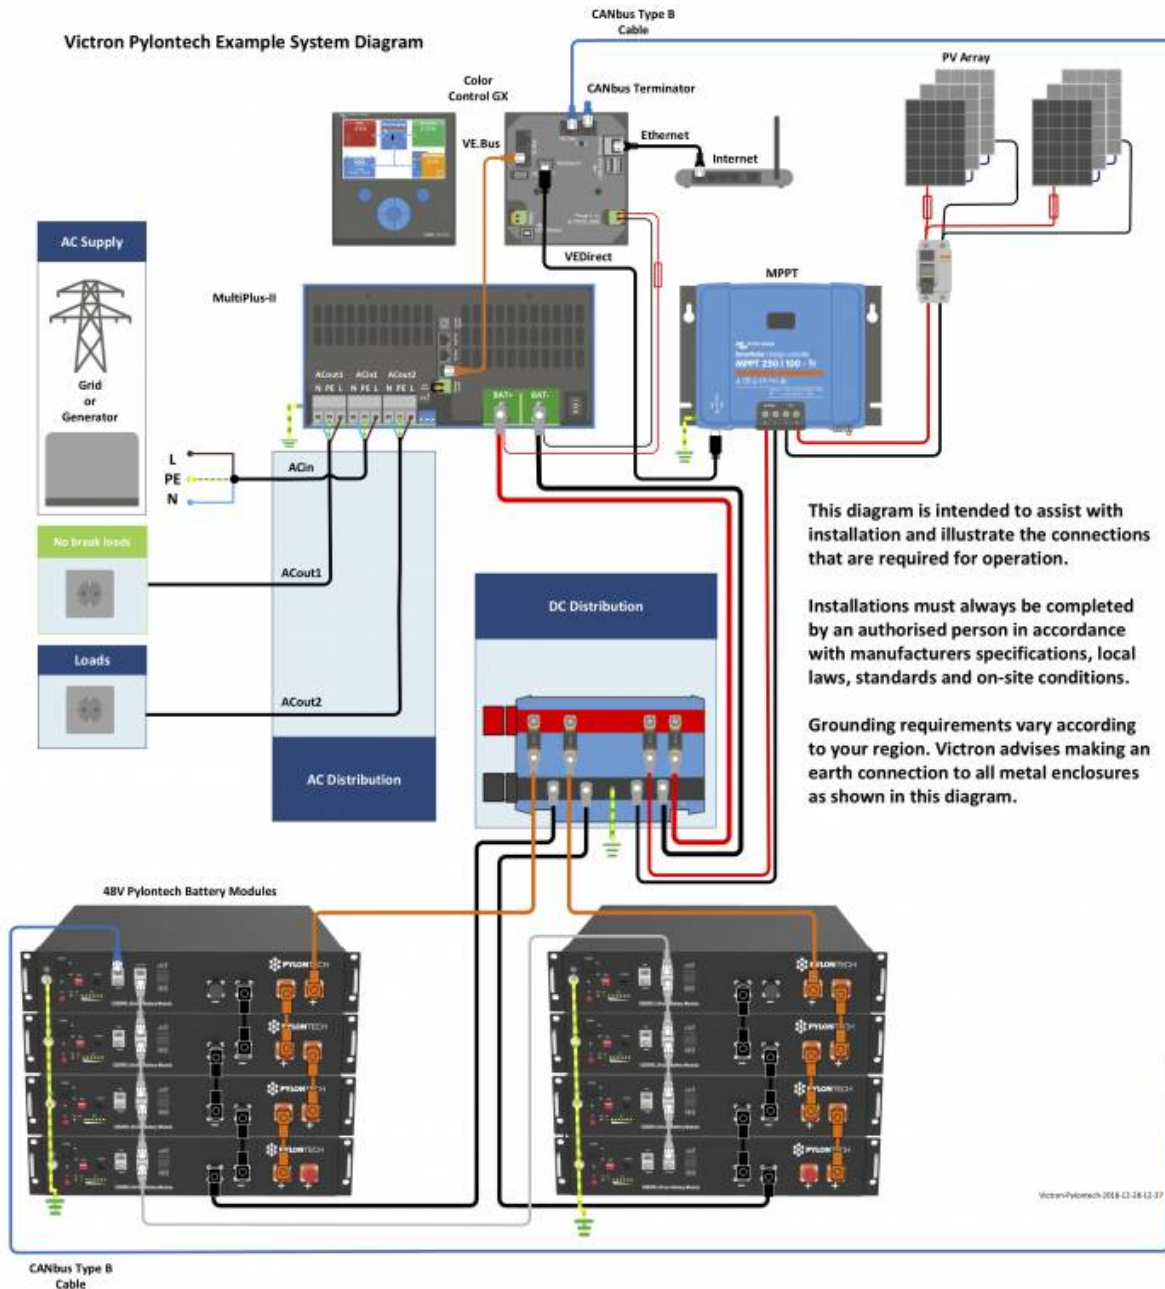 CANbus Type B
Cable
Victron Pylontech Example System Diagram
PV Array
Color
Control GX
CANbus Terminator
VE.Bus
Ethernet
Internet
AC Supply
VEDirect
MPPT
MultiPlus-II
MPPT 250 | 100 - Tr
ACout1 ACin1 ACout2
N PE L N PE L N PE L
BAT+ BAT-
Grid
or
Generator
L
PE
N
ACin
This diagram is intended to assist with
installation and illustrate the connections
that are required for operation.
No break loads
ACout1
DC Distribution
Installations must always be completed
by an authorised person in accordance
with manufacturers specifications, local
laws, standards and on-site conditions.
Loads
ACout2
Grounding requirements vary according
to your region. Victron advises making an
earth connection to all metal enclosures
as shown in this diagram.
AC Distribution
48V Pylontech Battery Modules
PYLONTECH
PYLONTECH
PYLONTECH
PYLONTECH
PYLONTECH
PYLONTECH
PYLONTECH
PYLONTECH
CANbus Type B
Cable